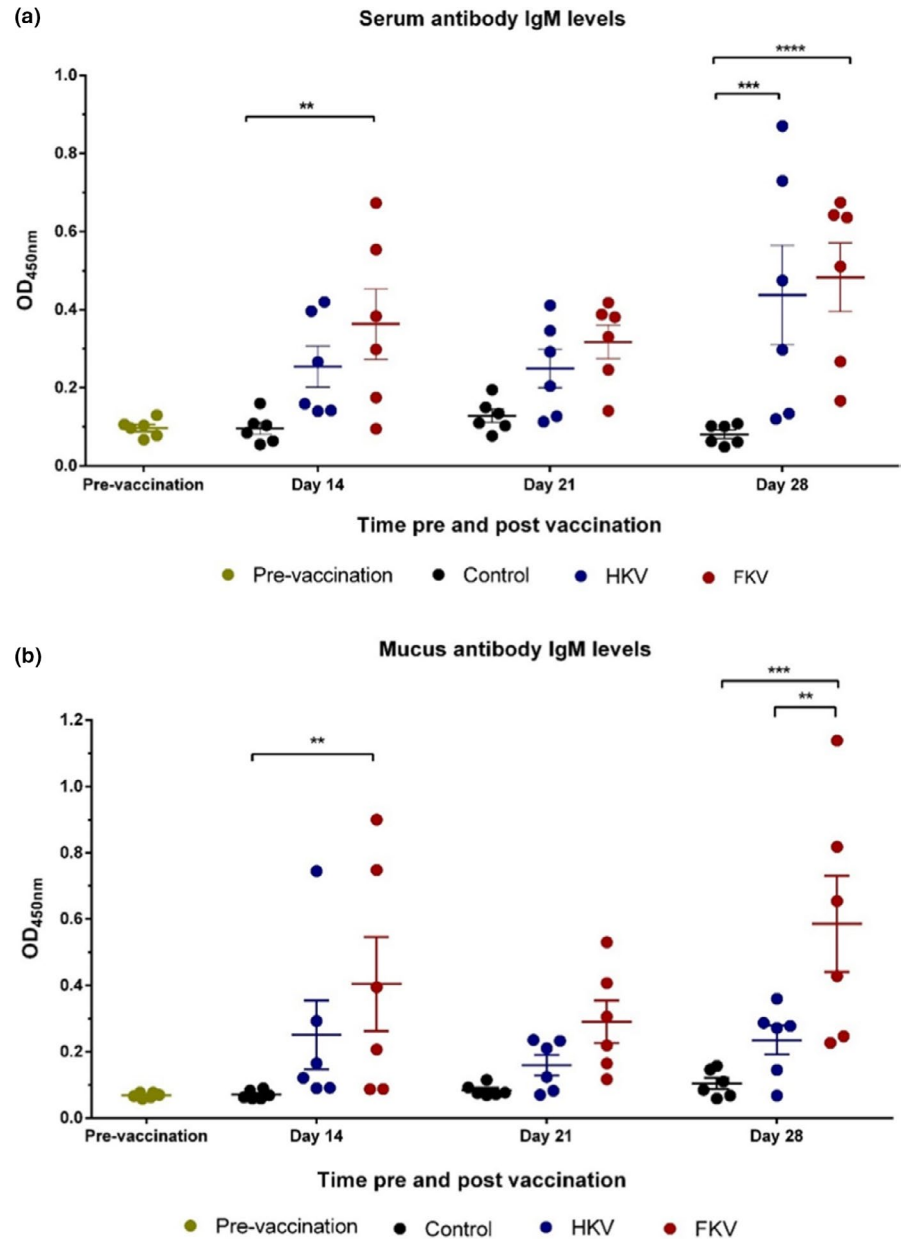 (a)
Serum antibody IgM levels
****
***
**
1.0
0.8
0.6
0.4
0.2
0.0
OD450nm
Pre-vaccination Day 14 Day 21 Day 28
Time pre and post vaccination
Pre-vaccination Control HKV FKV
(b)
Mucus antibody IgM levels
***
**
**
1.2
1.0
0.8
0.6
0.4
0.2
0.0
OD450nm
Pre-vaccination Day 14 Day 21 Day 28
Time pre and post vaccination
Pre-vaccination Control HKV FKV